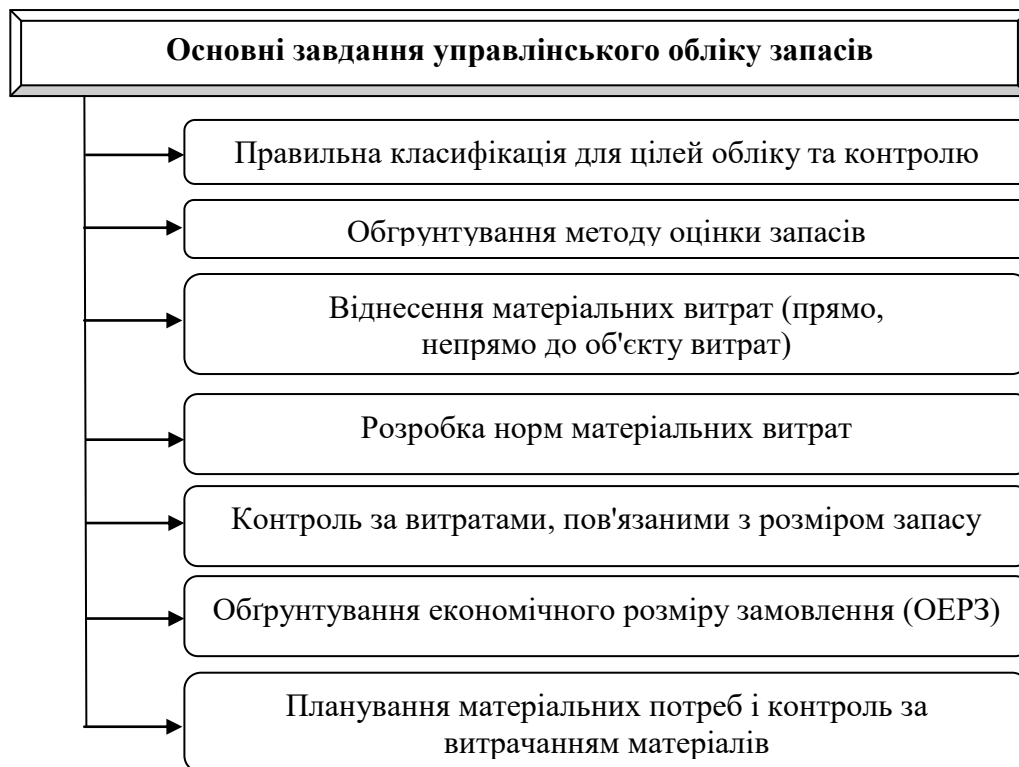 Основні завдання управлінського обліку запасів
Правильна класифікація для цілей обліку та контролю
Обґрунтування методу оцінки запасів
Віднесення матеріальних витрат (прямо,
непрямо до об'єкту витрат)
Розробка норм матеріальних витрат
Контроль за витратами, пов'язаними з розміром запасу
Обґрунтування економічного розміру замовлення (ОЕРЗ)
Планування матеріальних потреб і контроль за
витрачанням матеріалів